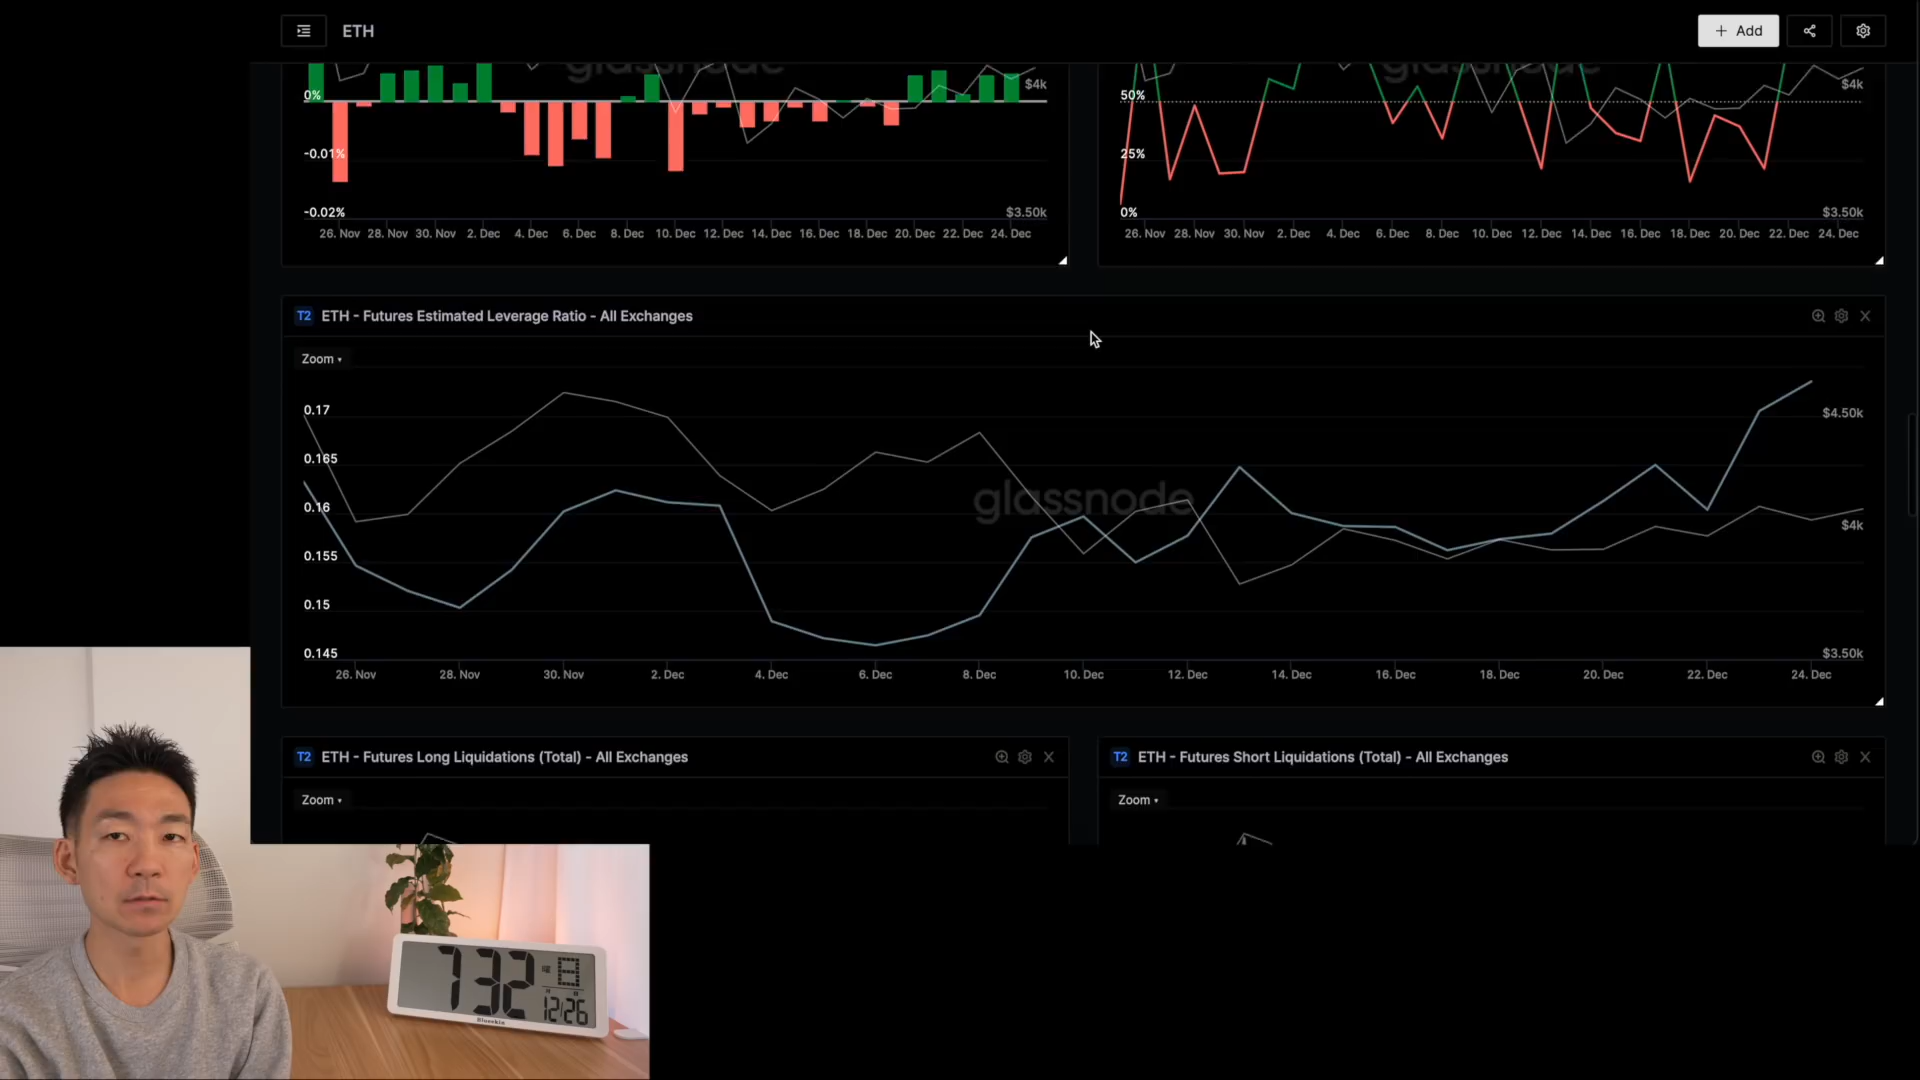 ETH
+ Add
glassnode
0%
-0.01%
-0.02%
$4k
$3.50k
26. Nov 28. Nov 30. Nov 2. Dec 4. Dec 6. Dec 8. Dec 10. Dec 12. Dec 14. Dec 16. Dec 18. Dec 20. Dec 22. Dec 24. Dec
glassnode
50%
25%
0%
$4k
$3.50k
26. Nov 28. Nov 30. Nov 2. Dec 4. Dec 6. Dec 8. Dec 10. Dec 12. Dec 14. Dec 16. Dec 18. Dec 20. Dec 22. Dec 24. Dec
T2 ETH - Futures Estimated Leverage Ratio - All Exchanges
Zoom
0.17
0.165
0.16
0.155
0.15
0.145
glassnode
$4.50k
$4k
$3.50k
26. Nov 28. Nov 30. Nov 2. Dec 4. Dec 6. Dec 8. Dec 10. Dec 12. Dec 14. Dec 16. Dec 18. Dec 20. Dec 22. Dec 24. Dec
T2 ETH - Futures Long Liquidations (Total) - All Exchanges
Zoom
T2 ETH - Futures Short Liquidations (Total) - All Exchanges
Zoom
732
12/26